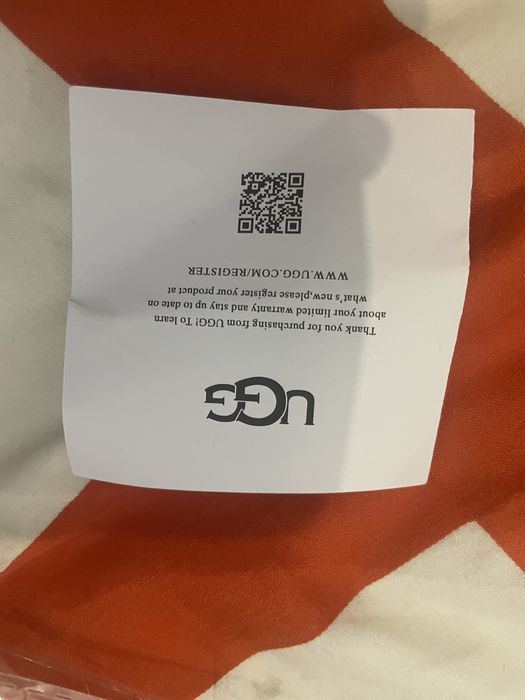 UGG
Thank you for purchasing from UGG! To learn
about your limited warranty and stay up to date on
what's new,please register your product at
WWW.UGG.COM/REGISTER